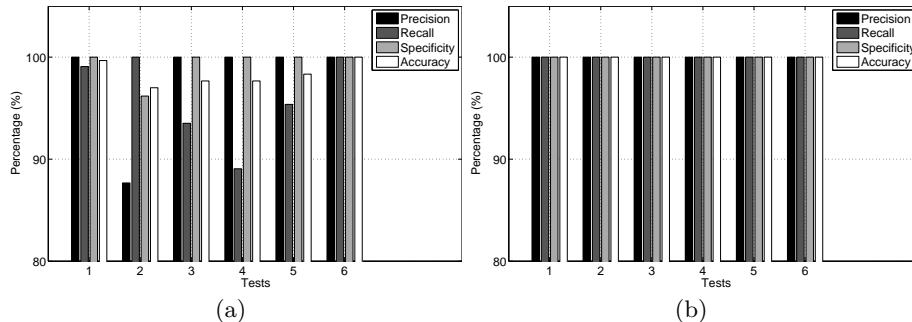 Precision
Recall
Specificity
Accuracy
100
90
80
Percentage (%)
1 2 3 4 5 6
Tests
(a)
Precision
Recall
Specificity
Accuracy
100
90
80
Percentage (%)
1 2 3 4 5 6
Tests
(b)